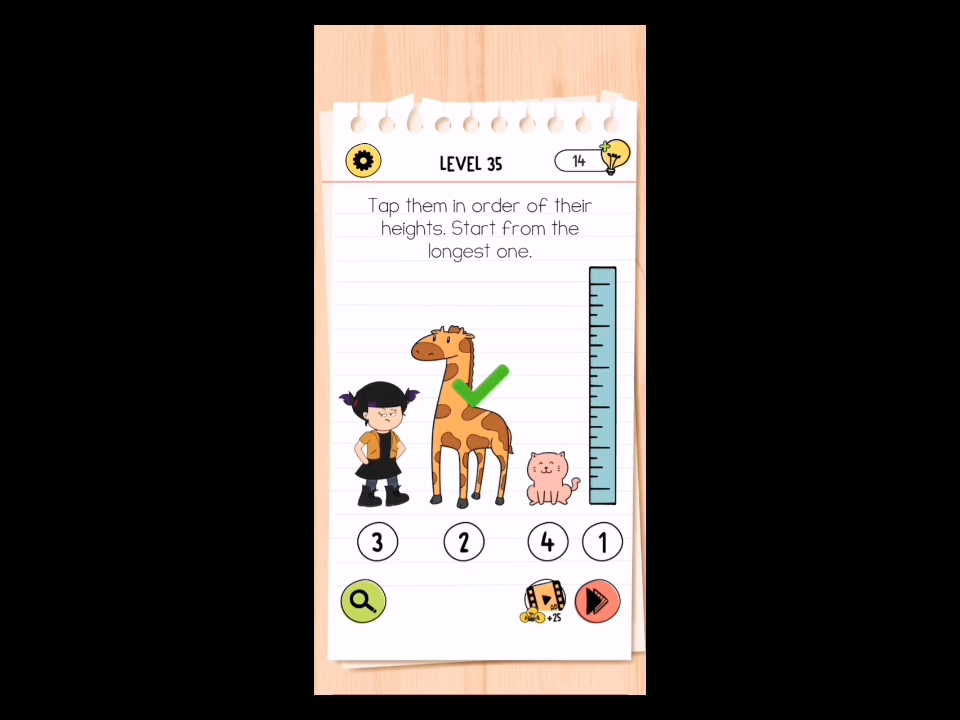 LEVEL 35
14
Tap them in order of their
heights. Start from the
longest one.
3
2
4
1
+25